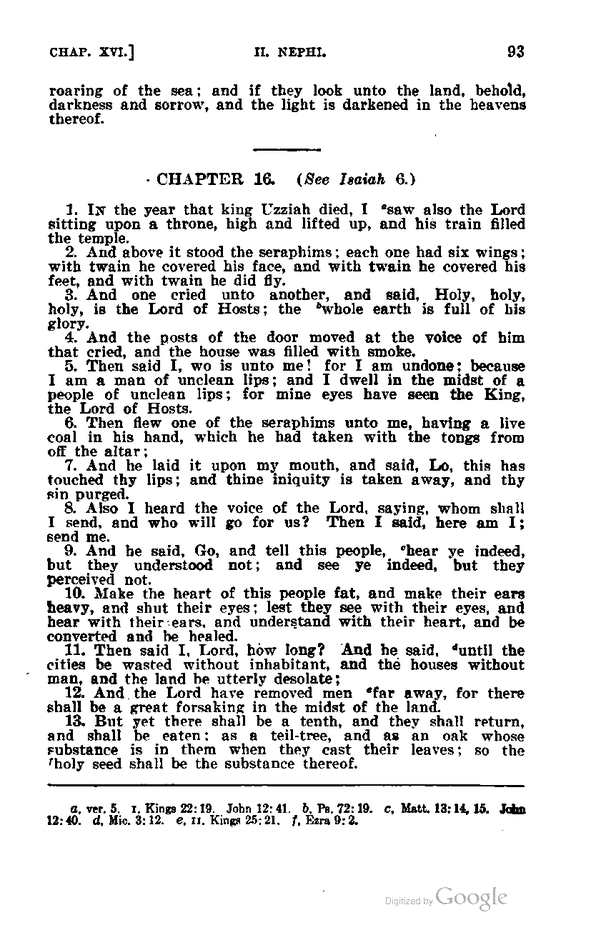 CHAP. XVI.] II. NEPHI. 93
roaring of the sea; and if they look unto the land, behold,
darkness and sorrow, and the light is darkened in the heavens
thereof.
CHAPTER 16. (See Isaiah 6.)
1. IN the year that king Uzziah died, I ᵃsaw also the Lord
sitting upon a throne, high and lifted up, and his train filled
the temple.
2. And above it stood the seraphims; each one had six wings;
with twain he covered his face, and with twain he covered his
feet, and with twain he did fly.
3. And one cried unto another, and said, Holy, holy,
holy, is the Lord of Hosts; the ᵇwhole earth is full of his
glory.
4. And the posts of the door moved at the voice of him
that cried, and the house was filled with smoke.
5. Then said I, wo is unto me! for I am undone; because
I am a man of unclean lips; and I dwell in the midst of a
people of unclean lips; for mine eyes have seen the King,
the Lord of Hosts.
6. Then flew one of the seraphims unto me, having a live
coal in his hand, which he had taken with the tongs from
off the altar;
7. And he laid it upon my mouth, and said, Lo, this has
touched thy lips; and thine iniquity is taken away, and thy
sin purged.
8. Also I heard the voice of the Lord, saying, whom shall
I send, and who will go for us? Then I said, here am I;
send me.
9. And he said, Go, and tell this people, ᶜhear ye indeed,
but they understood not; and see ye indeed, but they
perceived not.
10. Make the heart of this people fat, and make their ears
heavy, and shut their eyes; lest they see with their eyes, and
hear with their ears, and understand with their heart, and be
converted and be healed.
11. Then said I, Lord, how long? And he said, ᵈuntil the
cities be wasted without inhabitant, and the houses without
man, and the land be utterly desolate;
12. And the Lord have removed men ᵉfar away, for there
shall be a great forsaking in the midst of the land.
13. But yet there shall be a tenth, and they shall return,
and shall be eaten: as a teil-tree, and as an oak whose
substance is in them when they cast their leaves; so the
ᶠholy seed shall be the substance thereof.
a, ver. 5. I. Kings 22:19. John 12:41. b, Ps. 72:19. c, Matt. 13:14, 15. John
12:40. d, Mic. 3:12. e, II. Kings 25:21. f, Ezra 9:2.
Digitized by Google